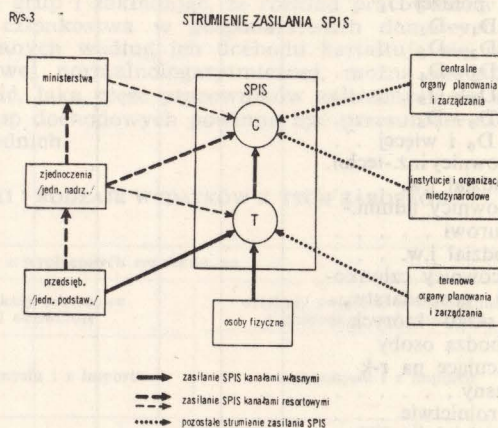 Rys.3
STRUMIENIE ZASILANIA SPIS
ministerstwa
zjednoczenia
/jedn. nadrz./
przedsięb.
/jedn. podstaw./
SPIS
C
T
osoby fizyczne
centralne
organy planowania
i zarządzania
instytucje i organizacje
międzynarodowe
terenowe
organy planowania
i zarządzania
zasilanie SPIS kanałami własnymi
zasilanie SPIS kanałami resortowymi
pozostałe strumienie zasilania SPIS